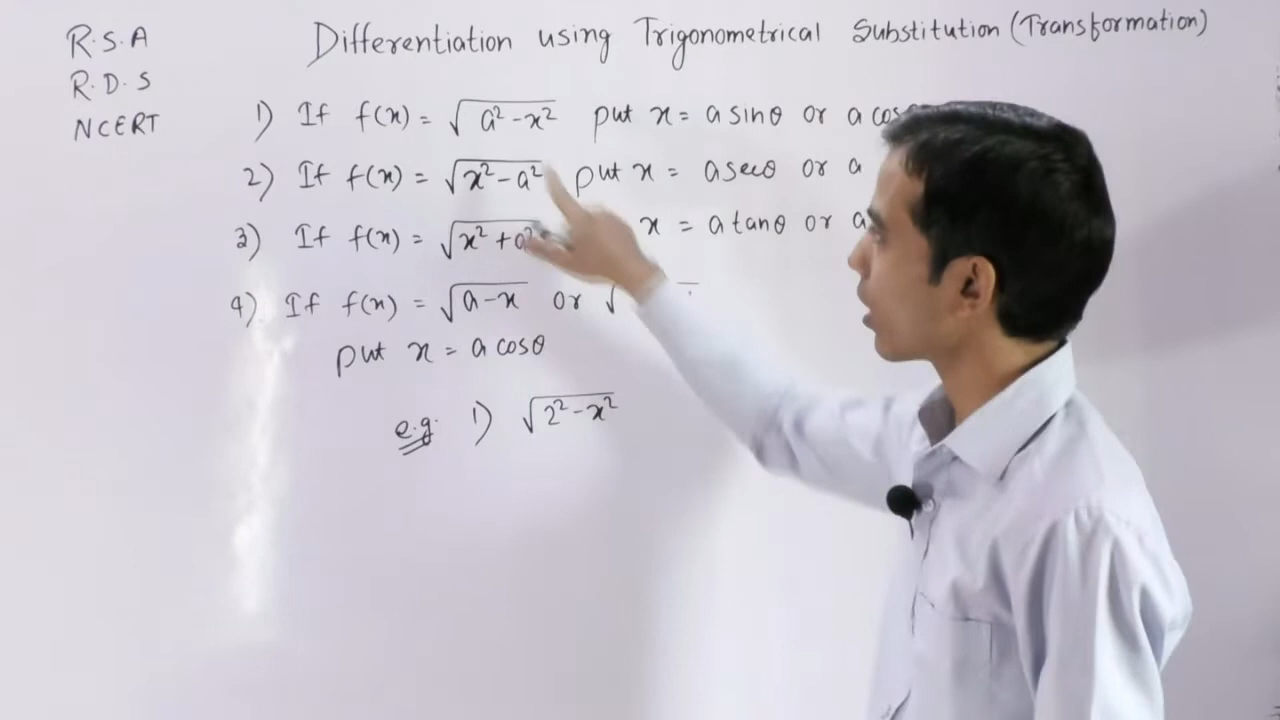 R.S.A
R.D.S
NCERT
Differentiation using Trigonometrical Substitution (Transformation)
1) If f(x) = √(a² - x²) put x = a sinθ or a cos
2) If f(x) = √(x² - a²) put x = a secθ or a
3) If f(x) = √(x² + a²) x = a tanθ or a
4) If f(x) = √(a - x) or √
put x = a cosθ
e.g. 1) √(2² - x²)